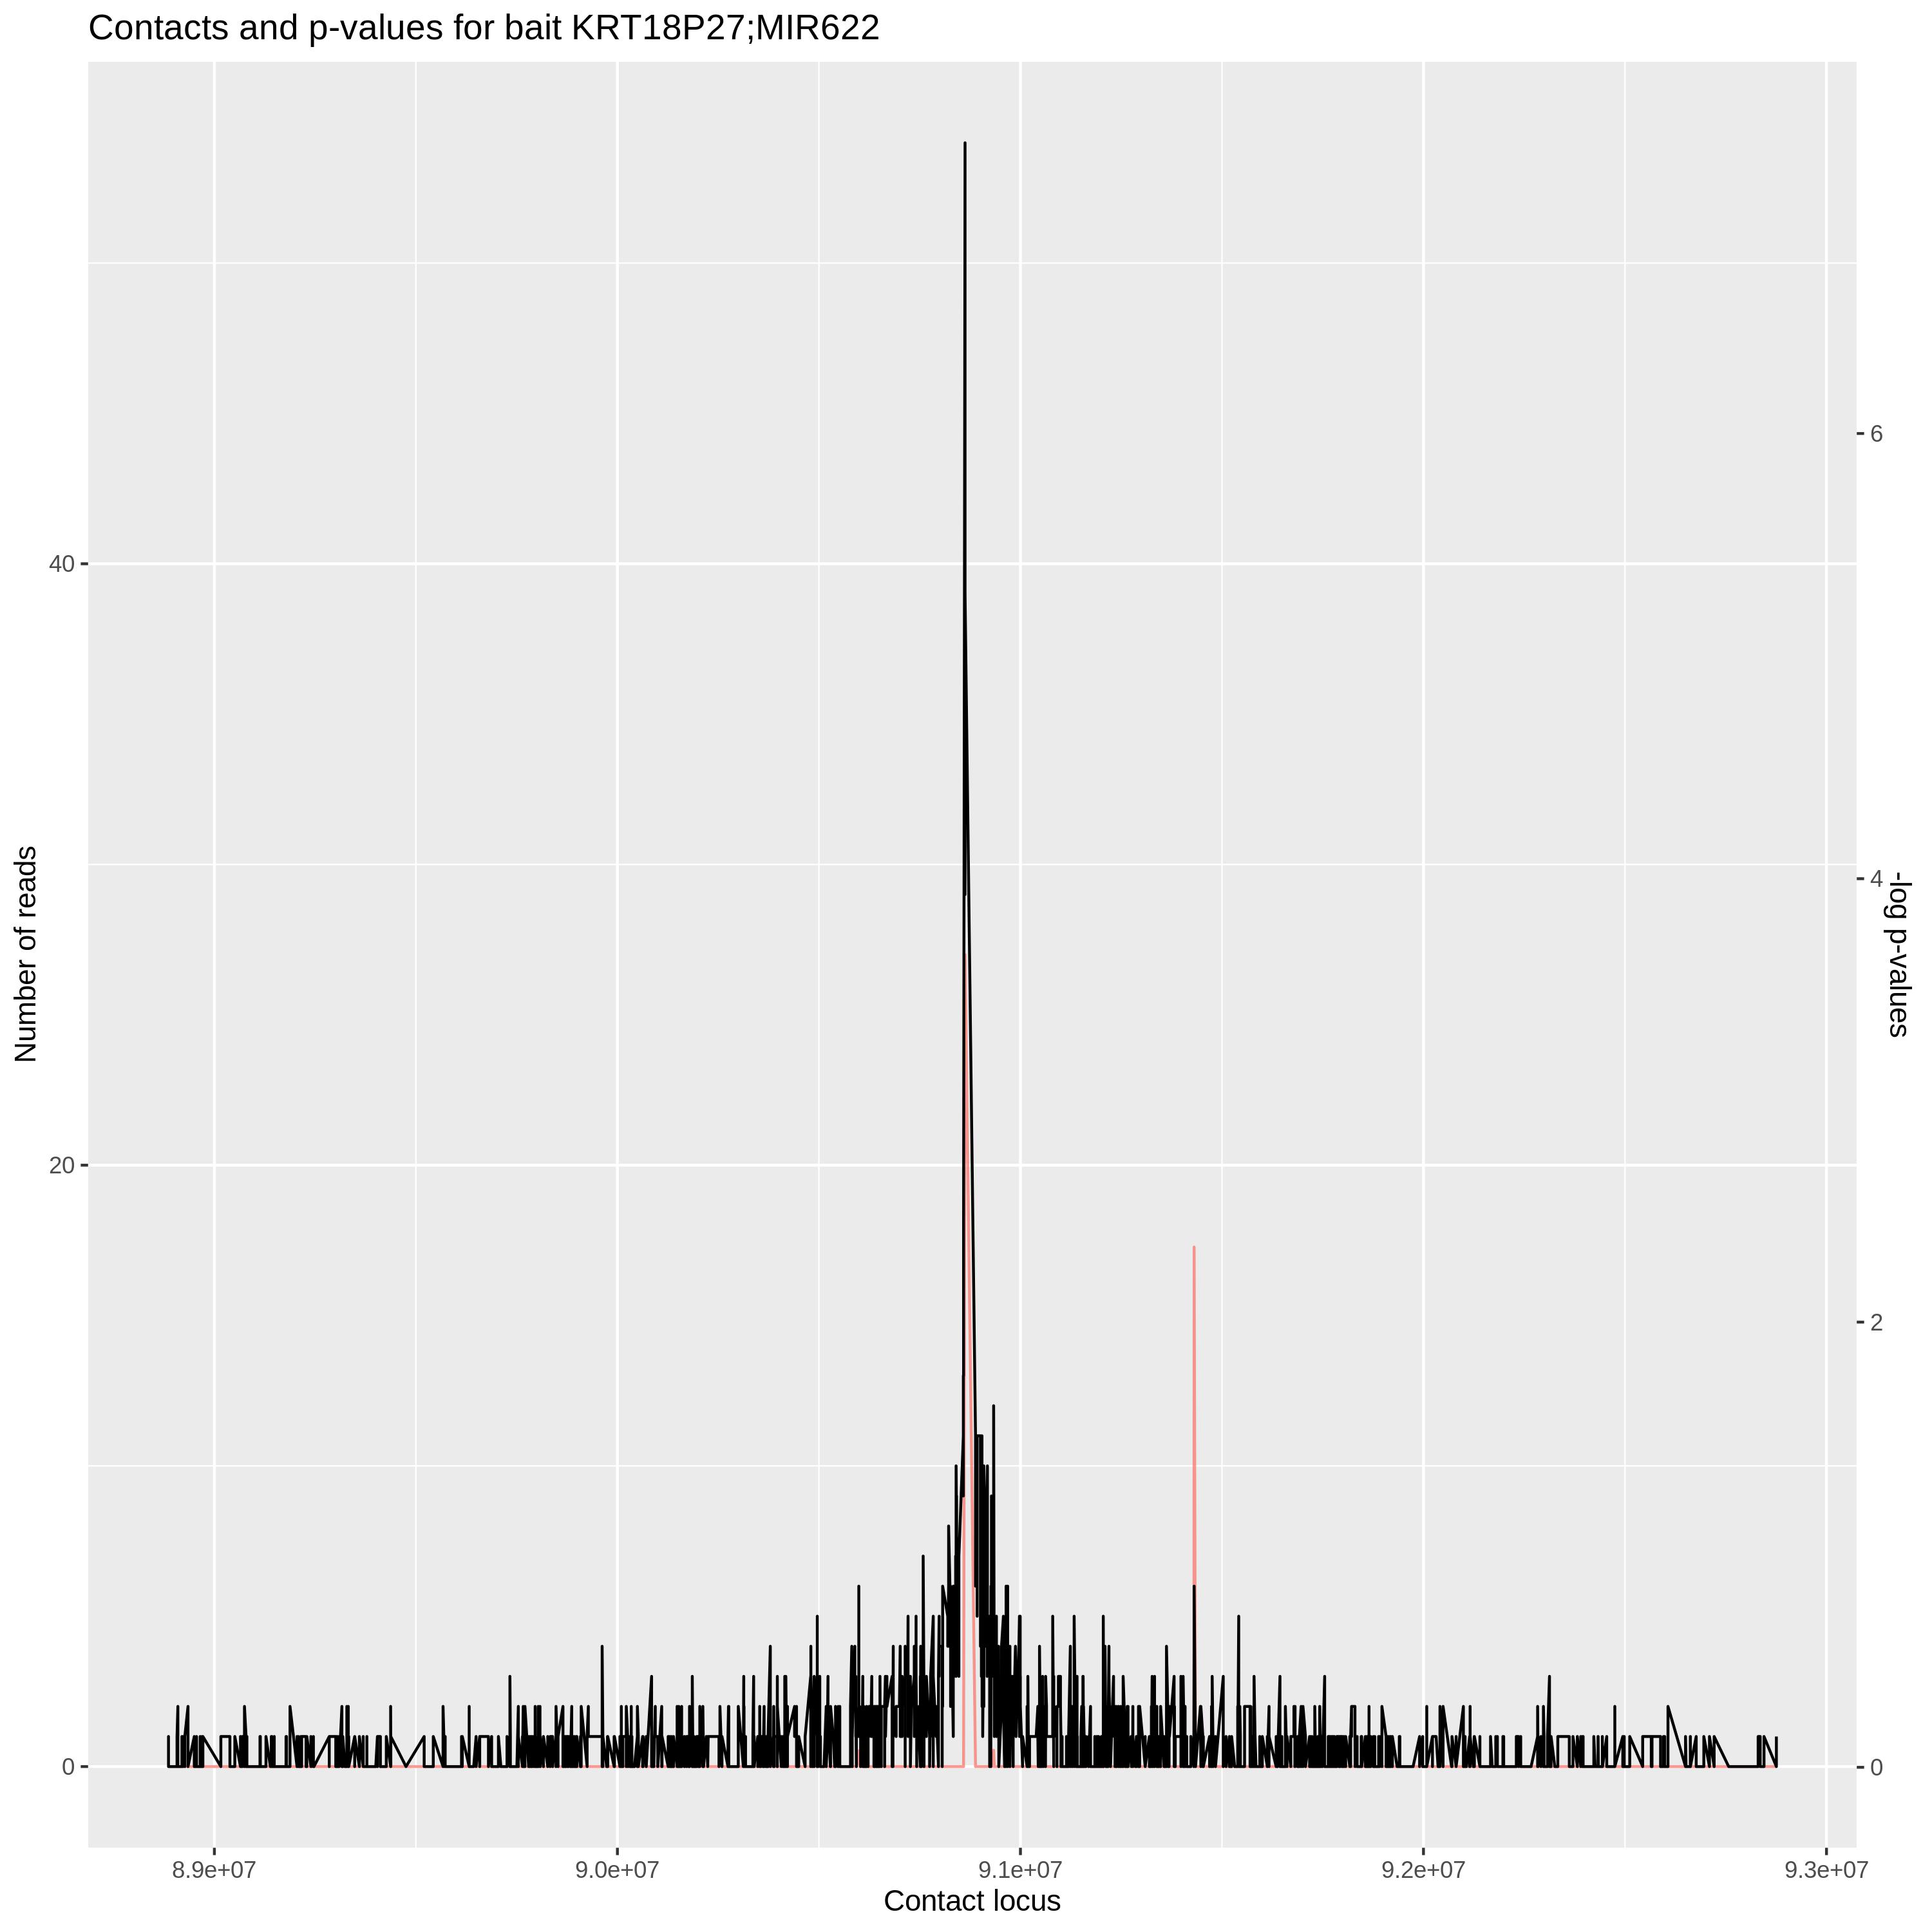 Contacts and p-values for bait KRT18P27;MIR622
Number of reads
40
20
0
6
4
2
0
-log p-values
8.9e+07
9.0e+07
9.1e+07
9.2e+07
9.3e+07
Contact locus